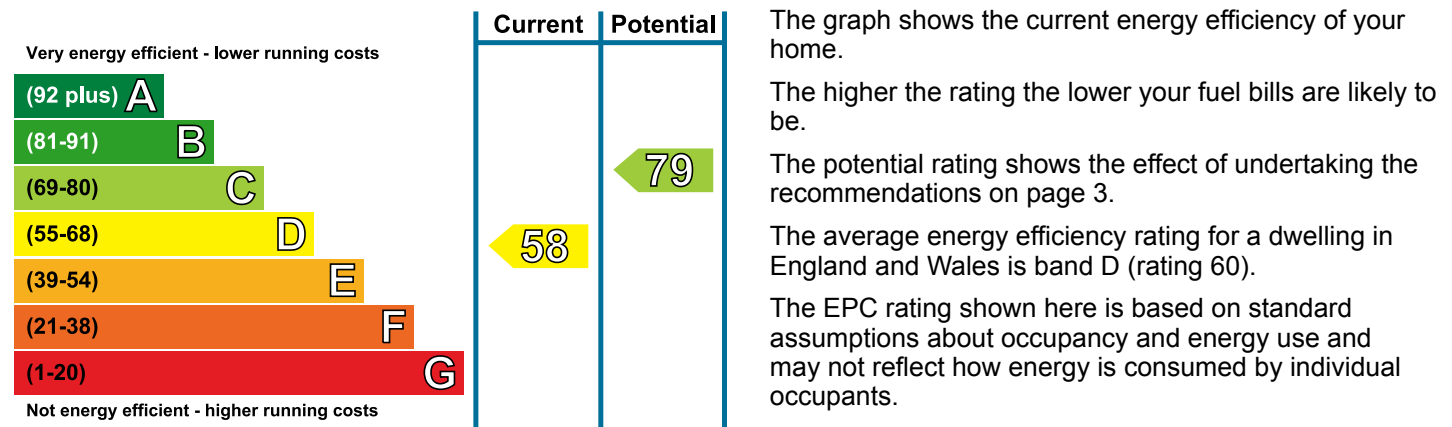 Current Potential
Very energy efficient - lower running costs
(92 plus) A
(81-91) B
(69-80) C
(55-68) D
(39-54) E
(21-38) F
(1-20) G
Not energy efficient - higher running costs
79
58
The graph shows the current energy efficiency of your
home.
The higher the rating the lower your fuel bills are likely to
be.
The potential rating shows the effect of undertaking the
recommendations on page 3.
The average energy efficiency rating for a dwelling in
England and Wales is band D (rating 60).
The EPC rating shown here is based on standard
assumptions about occupancy and energy use and
may not reflect how energy is consumed by individual
occupants.